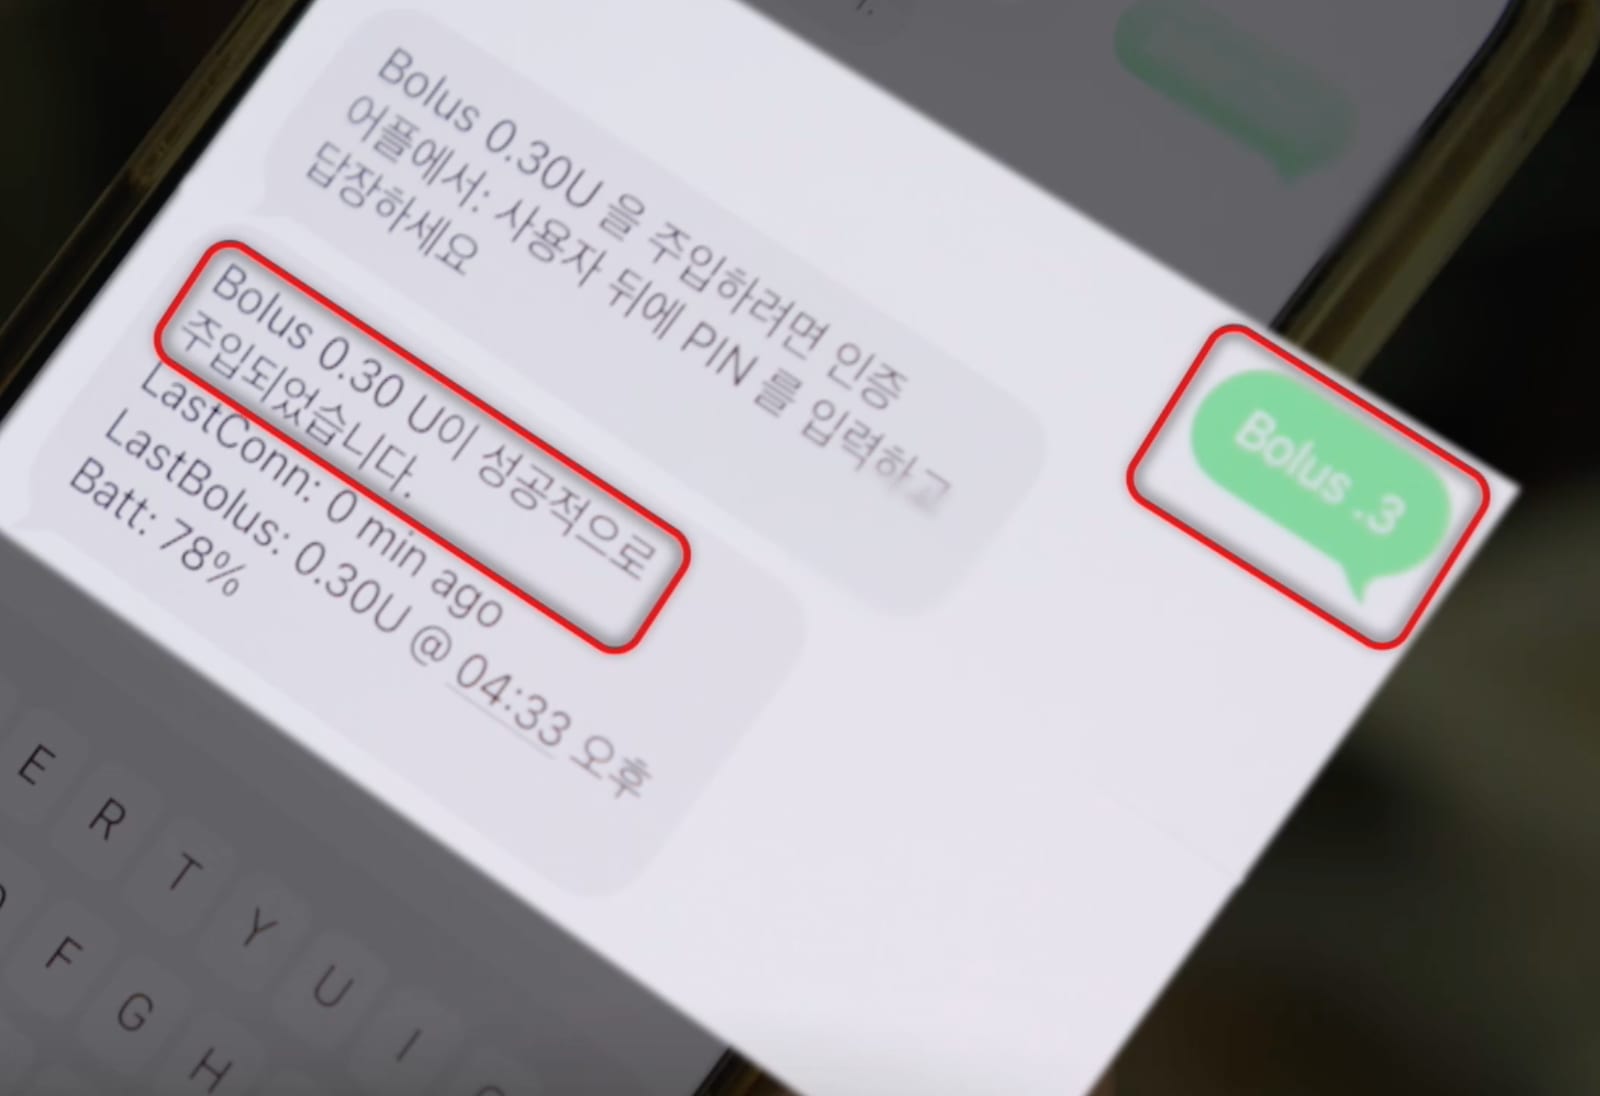 Bolus .3
Bolus 0.30U 을 주입하려면 인증
어플에서: 사용자 뒤에 PIN 를 입력하고
답장하세요
Bolus 0.30 U이 성공적으로
주입되었습니다.
LastConn: 0 min ago
LastBolus: 0.30U @ 04:33 오후
Batt: 78%
E R T Y U I
F G H